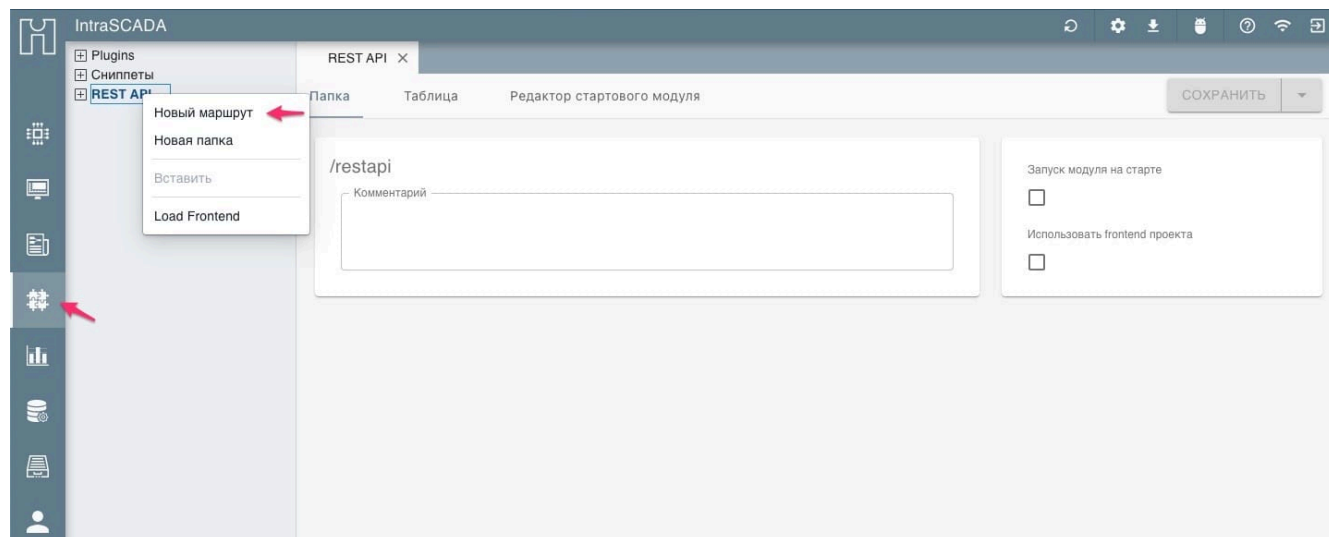 IntraSCADA
Plugins
Сниппеты
REST API
Новый маршрут
Новая папка
Вставить
Load Frontend
REST API
Папка
Таблица
Редактор стартового модуля
СОХРАНИТЬ
/restapi
Комментарий
Запуск модуля на старте
Использовать frontend проекта